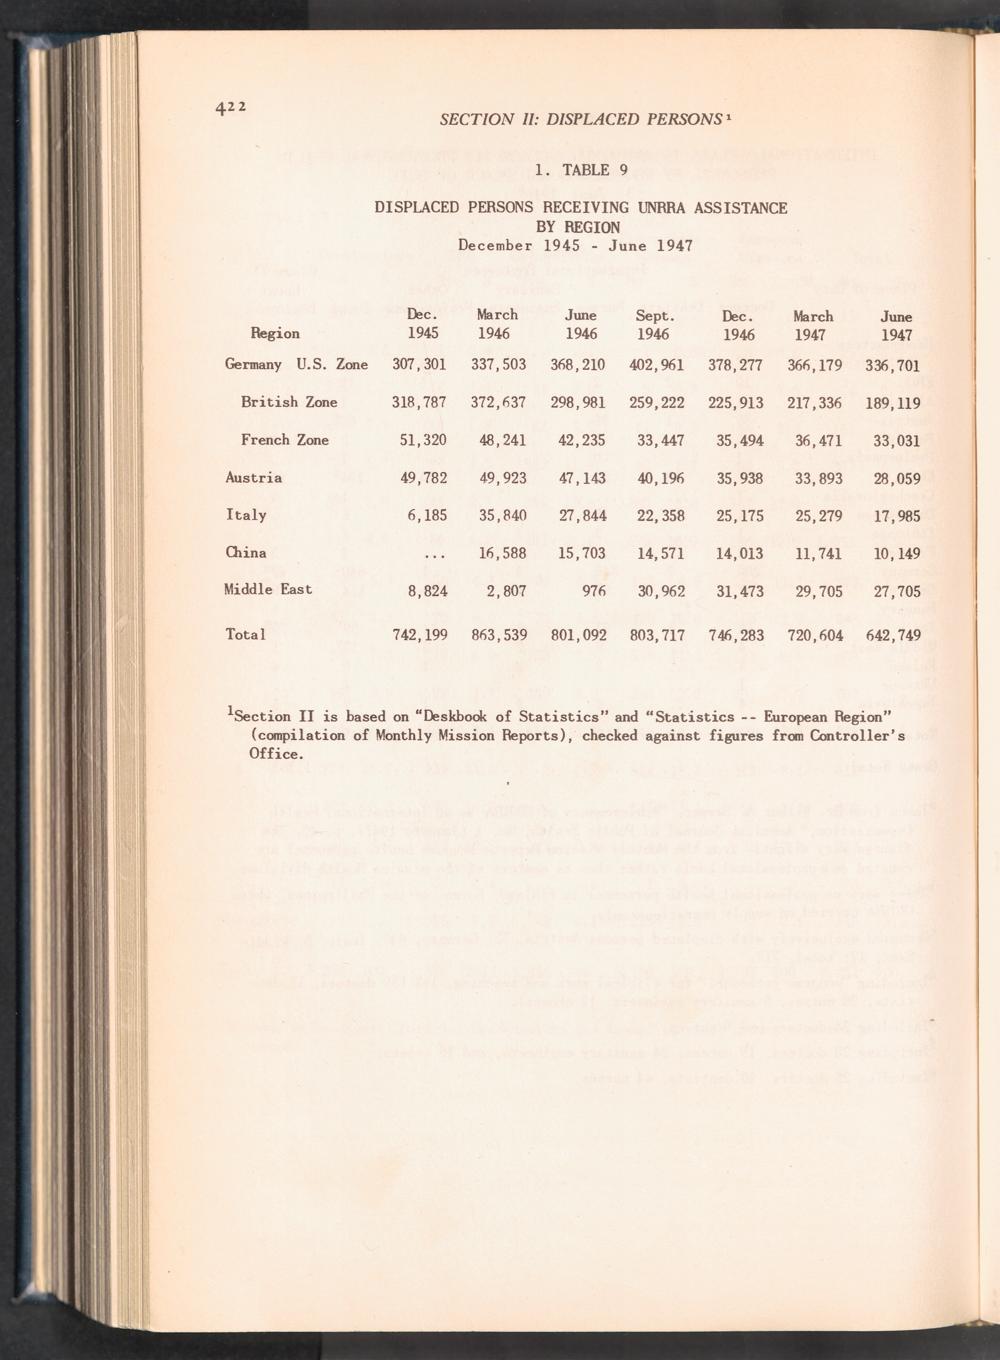 422
SECTION II: DISPLACED PERSONS ¹
1. TABLE 9
DISPLACED PERSONS RECEIVING UNRRA ASSISTANCE
BY REGION
December 1945 - June 1947
Dec. March June Sept. Dec. March June
Region 1945 1946 1946 1946 1946 1947 1947
Germany U.S. Zone 307,301 337,503 368,210 402,961 378,277 366,179 336,701
British Zone 318,787 372,637 298,981 259,222 225,913 217,336 189,119
French Zone 51,320 48,241 42,235 33,447 35,494 36,471 33,031
Austria 49,782 49,923 47,143 40,196 35,938 33,893 28,059
Italy 6,185 35,840 27,844 22,358 25,175 25,279 17,985
China ... 16,588 15,703 14,571 14,013 11,741 10,149
Middle East 8,824 2,807 976 30,962 31,473 29,705 27,705
Total 742,199 863,539 801,092 803,717 746,283 720,604 642,749
¹Section II is based on “Deskbook of Statistics” and “Statistics -- European Region”
(compilation of Monthly Mission Reports), checked against figures from Controller's
Office.